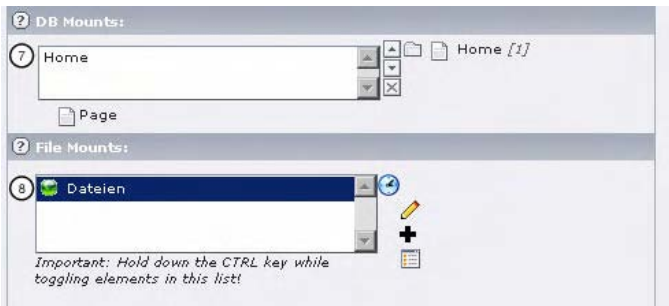 ? DB Mounts:
7 Home
Home [1]
Page
? File Mounts:
8 Dateien
Important: Hold down the CTRL key while
toggling elements in this list!